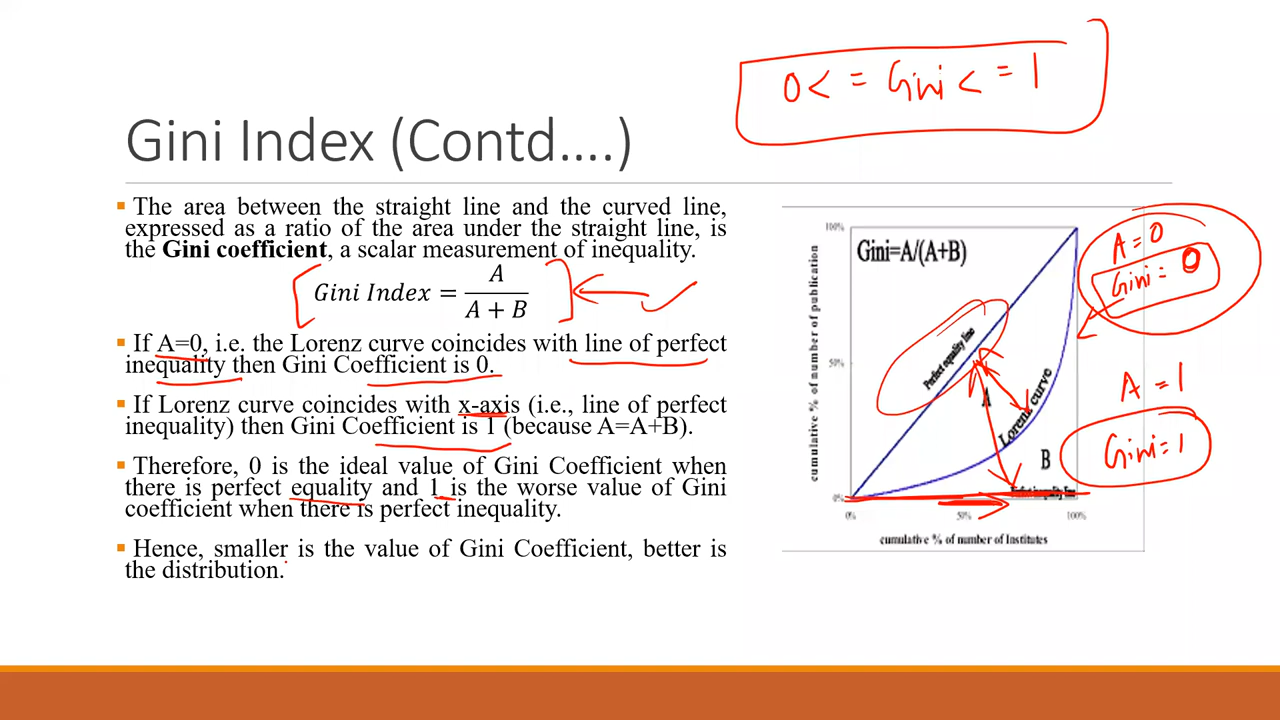 0 < = Gini < = 1
Gini Index (Contd….)
The area between the straight line and the curved line,
expressed as a ratio of the area under the straight line, is
the Gini coefficient, a scalar measurement of inequality.
Gini Index = A / A + B
If A=0, i.e. the Lorenz curve coincides with line of perfect
inequality then Gini Coefficient is 0.
If Lorenz curve coincides with x-axis (i.e., line of perfect
inequality) then Gini Coefficient is 1 (because A=A+B).
Therefore, 0 is the ideal value of Gini Coefficient when
there is perfect equality and 1 is the worse value of Gini
coefficient when there is perfect inequality.
Hence, smaller is the value of Gini Coefficient, better is
the distribution.
100%
Gini=A/(A+B)
A = 0
Gini = 0
cumulative % of number of publication
Perfect equality line
50%
A
Lorenz curve
A = 1
B
Gini = 1
Perfect inequality line
0%
0%
50%
100%
cumulative % of number of Institutes